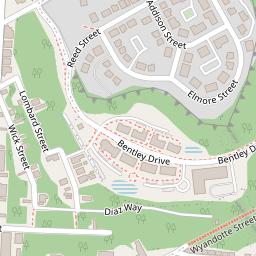 Addison Street
Reed Street
Elmore Street
Lombard Street
Wick Street
Bentley Drive
Bentley D
Diaz Way
Wyandotte Street